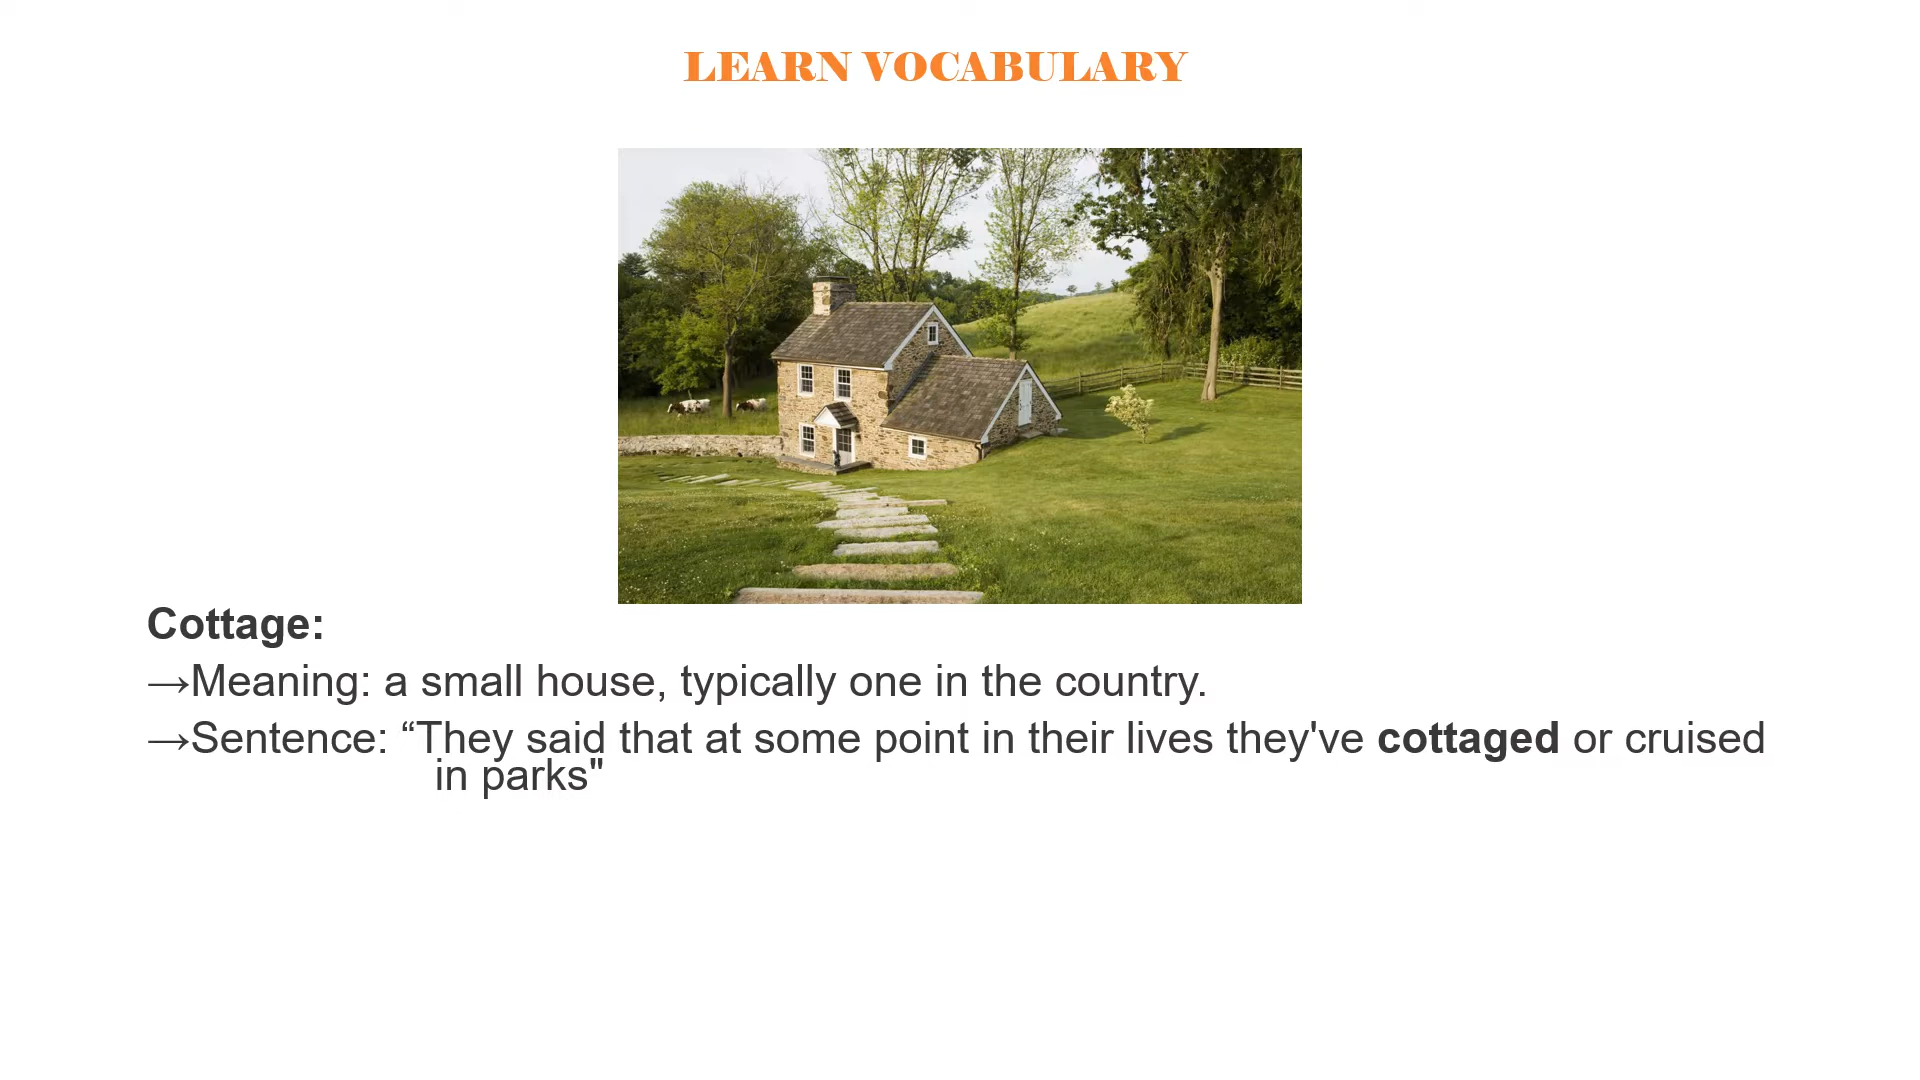 LEARN VOCABULARY
Cottage:
→Meaning: a small house, typically one in the country.
→Sentence: “They said that at some point in their lives they've cottaged or cruised
in parks"